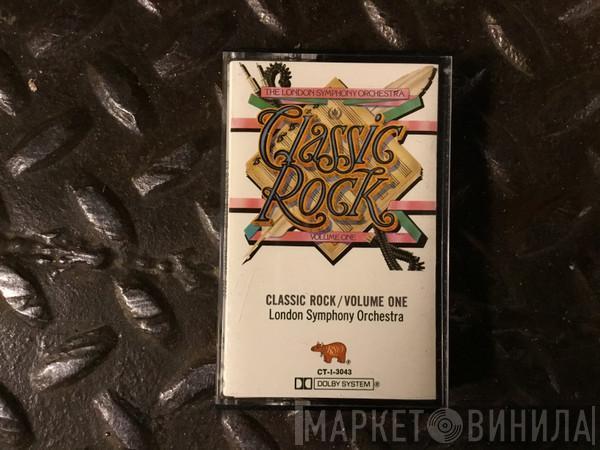 THE LONDON SYMPHONY ORCHESTRA
Classic
Rock
VOLUME ONE
CLASSIC ROCK/VOLUME ONE
London Symphony Orchestra
RSO
®
CT-I-3043
DOLBY SYSTEM ®
МАРКЕТ ВИНИЛА